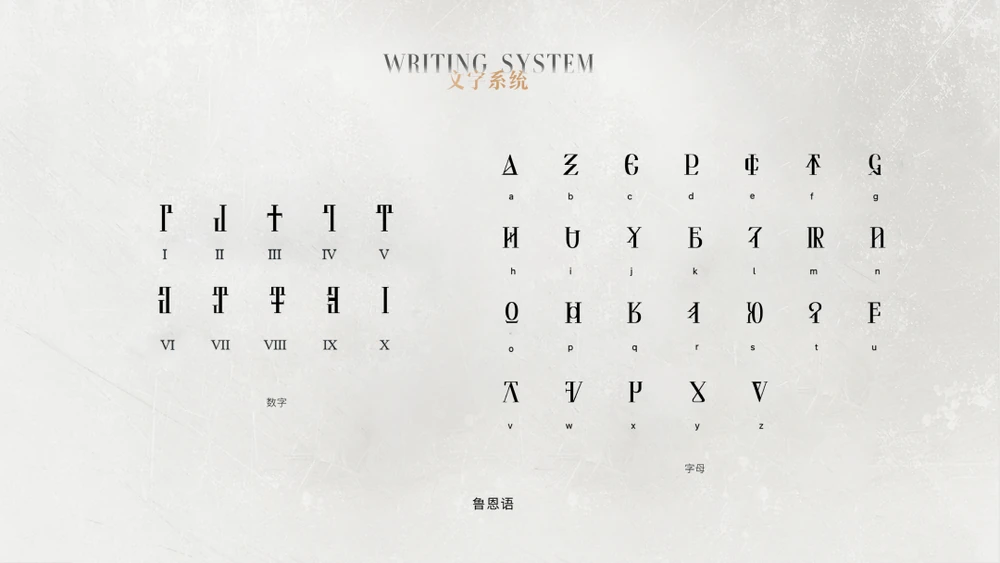 WRITING SYSTEM
文字系统
I II III IV V
VI VII VIII IX X
数字
a b c d e f g
h i j k l m n
o p q r s t u
v w x y z
字母
鲁恩语